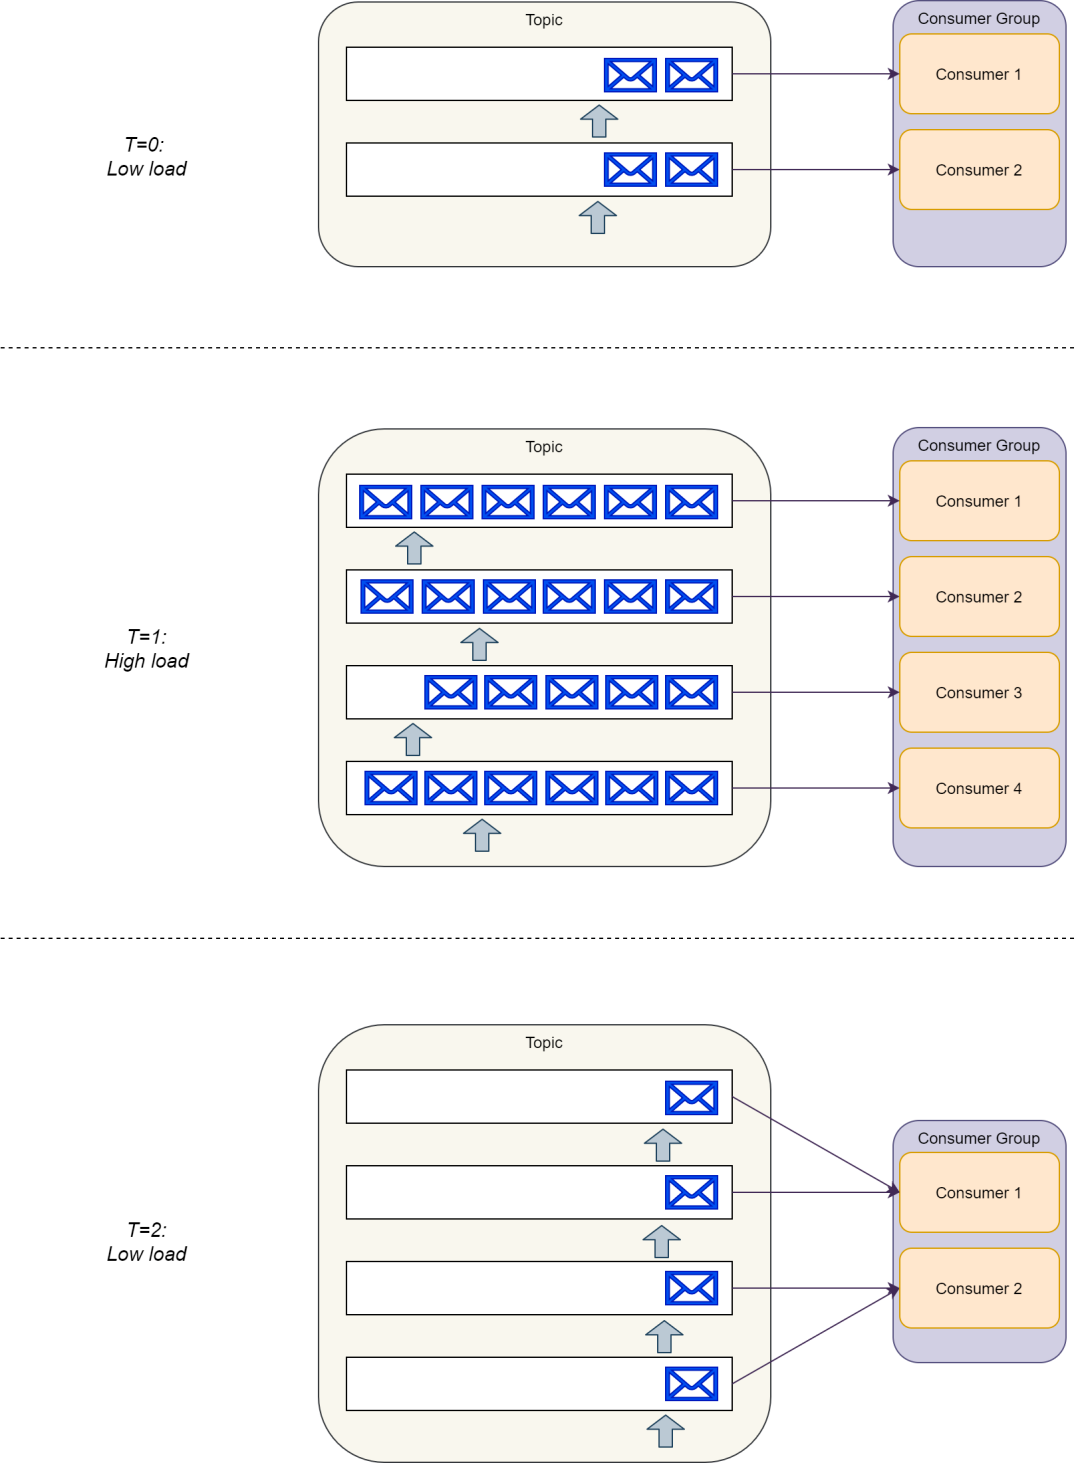 Topic
Consumer Group
Consumer 1
T=0:
Low load
Consumer 2
Topic
Consumer Group
Consumer 1
Consumer 2
T=1:
High load
Consumer 3
Consumer 4
Topic
Consumer Group
Consumer 1
T=2:
Low load
Consumer 2